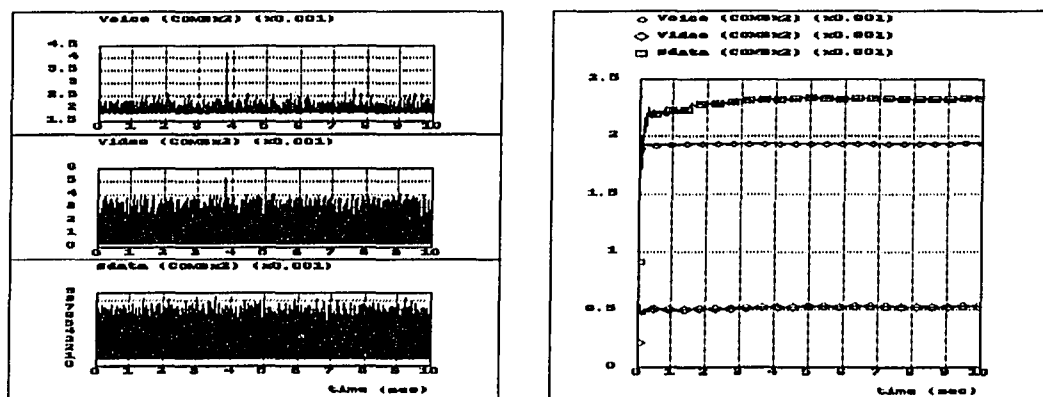 Voice (COMBX2) (x0.001)
4.5
4
3.5
3
2.5
2
1.5
0 1 2 3 4 5 6 7 8 9 10
Video (COMBX2) (x0.001)
6
5
4
3
2
1
0
0 1 2 3 4 5 6 7 8 9 10
Sdata (COMBX2) (x0.001)
0 1 2 3 4 5 6 7 8 9 10
time (sec)
Voice (COMBX2) (x0.001)
Video (COMBX2) (x0.001)
Sdata (COMBX2) (x0.001)
2.5
2
1.5
1
0.5
0
0 1 2 3 4 5 6 7 8 9 10
time (sec)